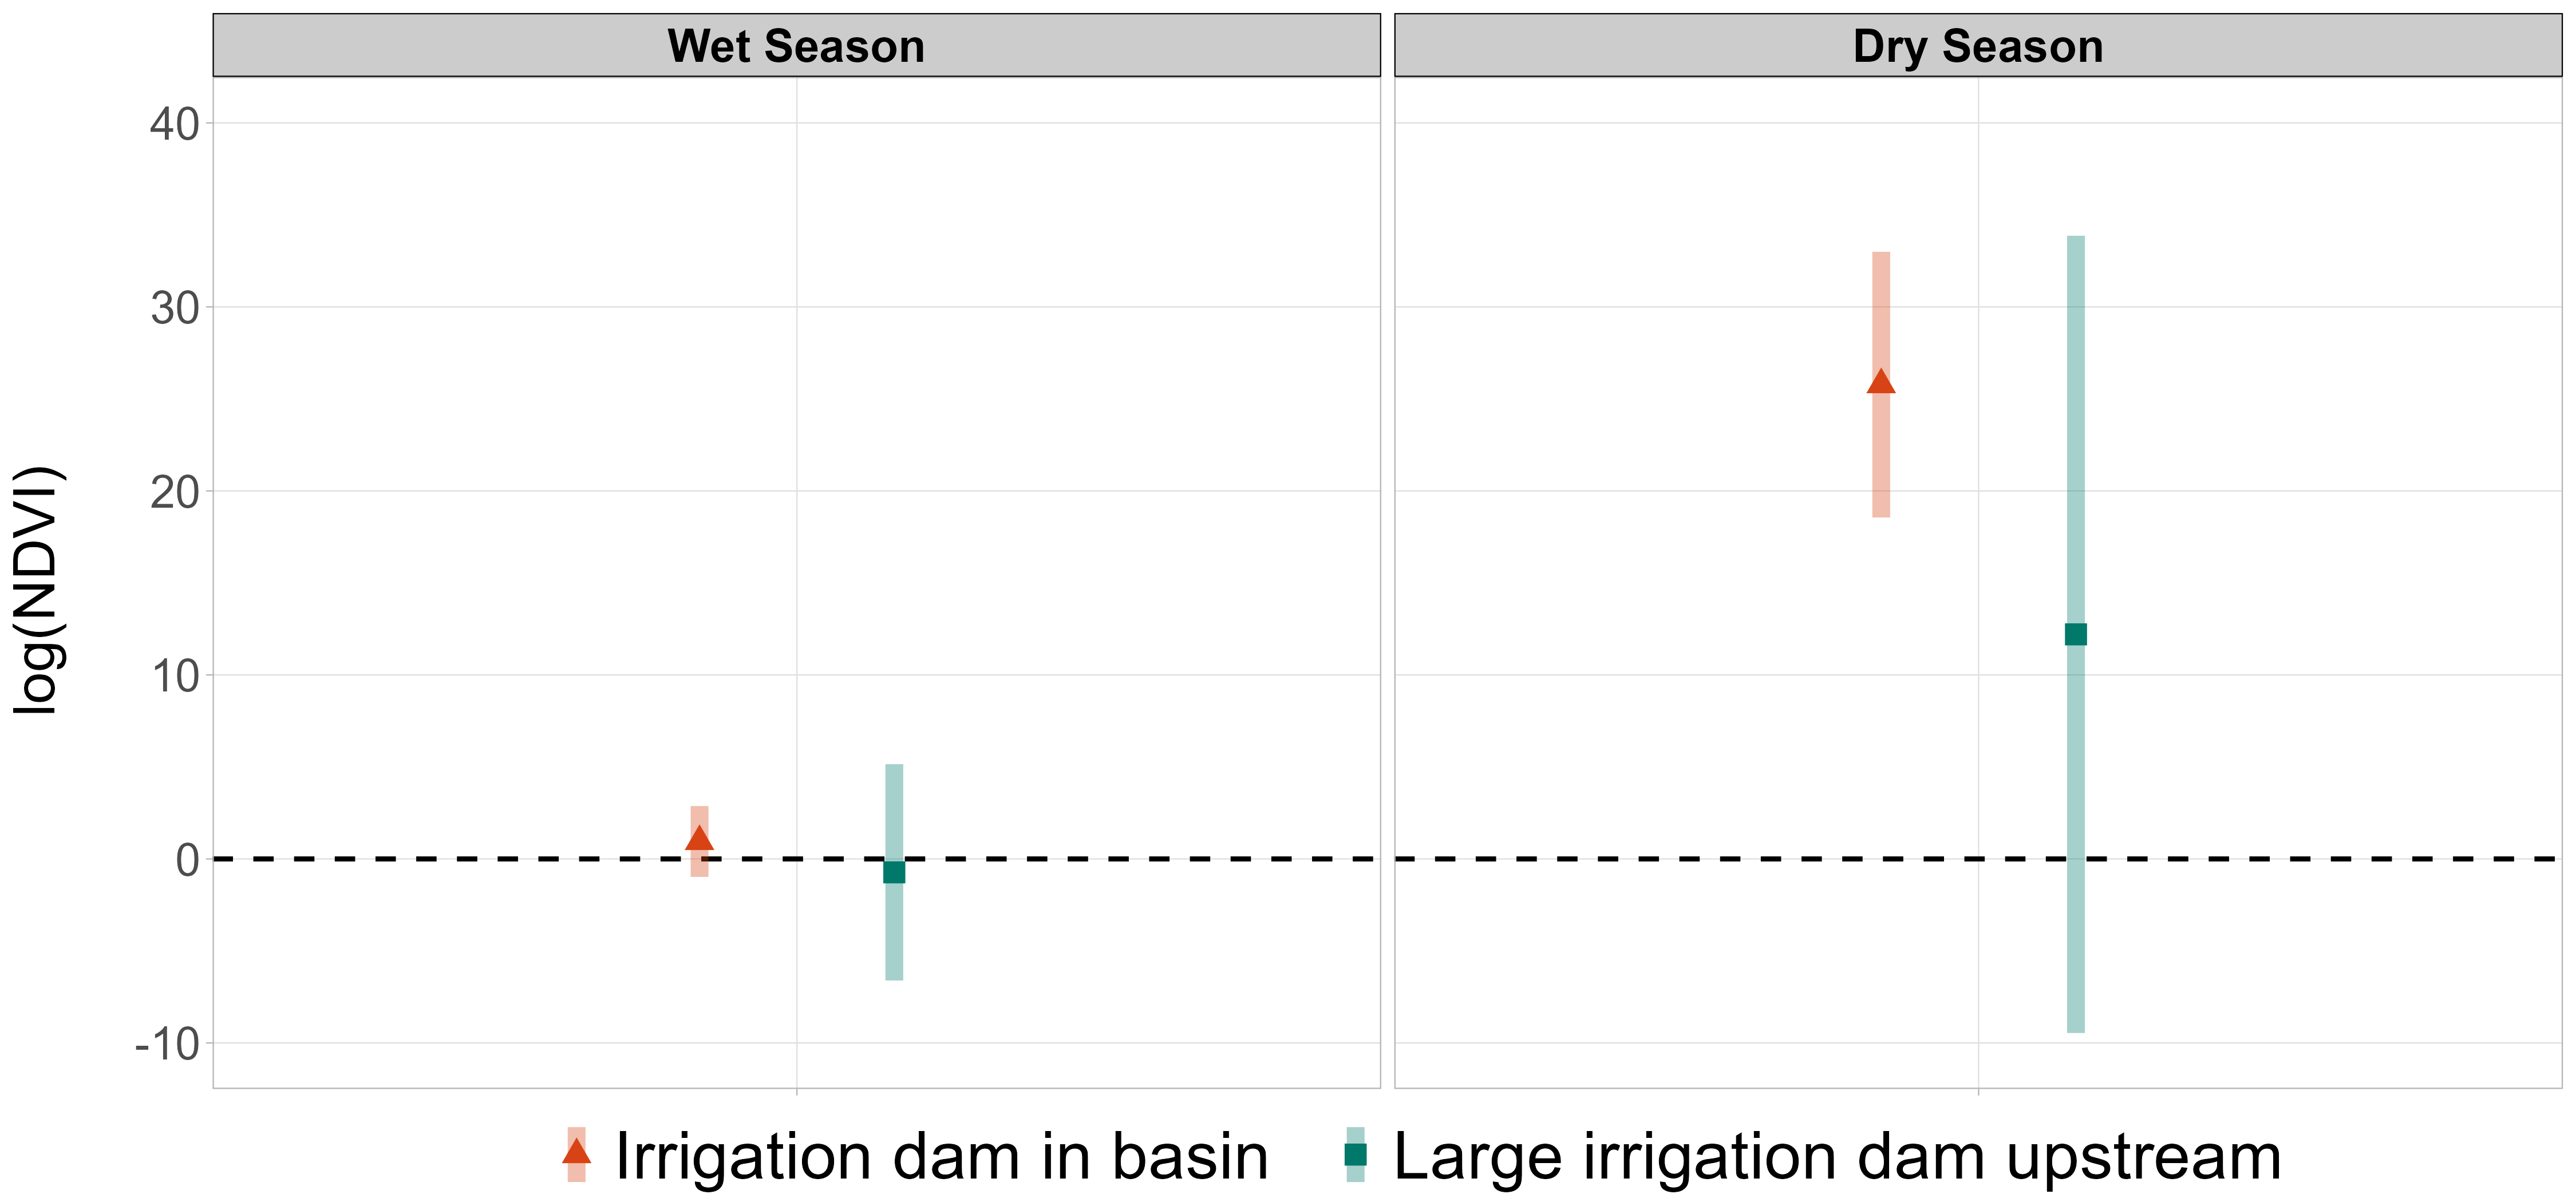 Wet Season
Dry Season
log(NDVI)
40
30
20
10
0
-10
Irrigation dam in basin
Large irrigation dam upstream